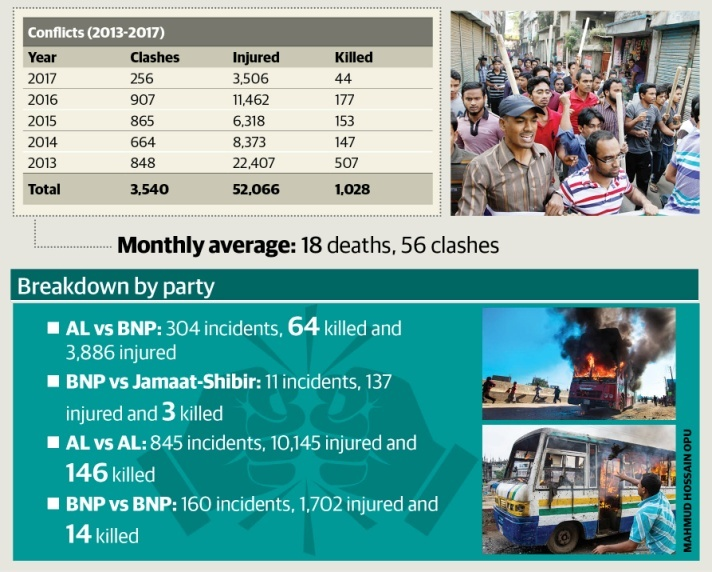 Conflicts (2013-2017)
Year Clashes Injured Killed
2017 256 3,506 44
2016 907 11,462 177
2015 865 6,318 153
2014 664 8,373 147
2013 848 22,407 507
Total 3,540 52,066 1,028
Monthly average: 18 deaths, 56 clashes
Breakdown by party
■ AL vs BNP: 304 incidents, 64 killed and
3,886 injured
■ BNP vs Jamaat-Shibir: 11 incidents, 137
injured and 3 killed
■ AL vs AL: 845 incidents, 10,145 injured and
146 killed
■ BNP vs BNP: 160 incidents, 1,702 injured and
14 killed
MAHMUD HOSSAIN OPU